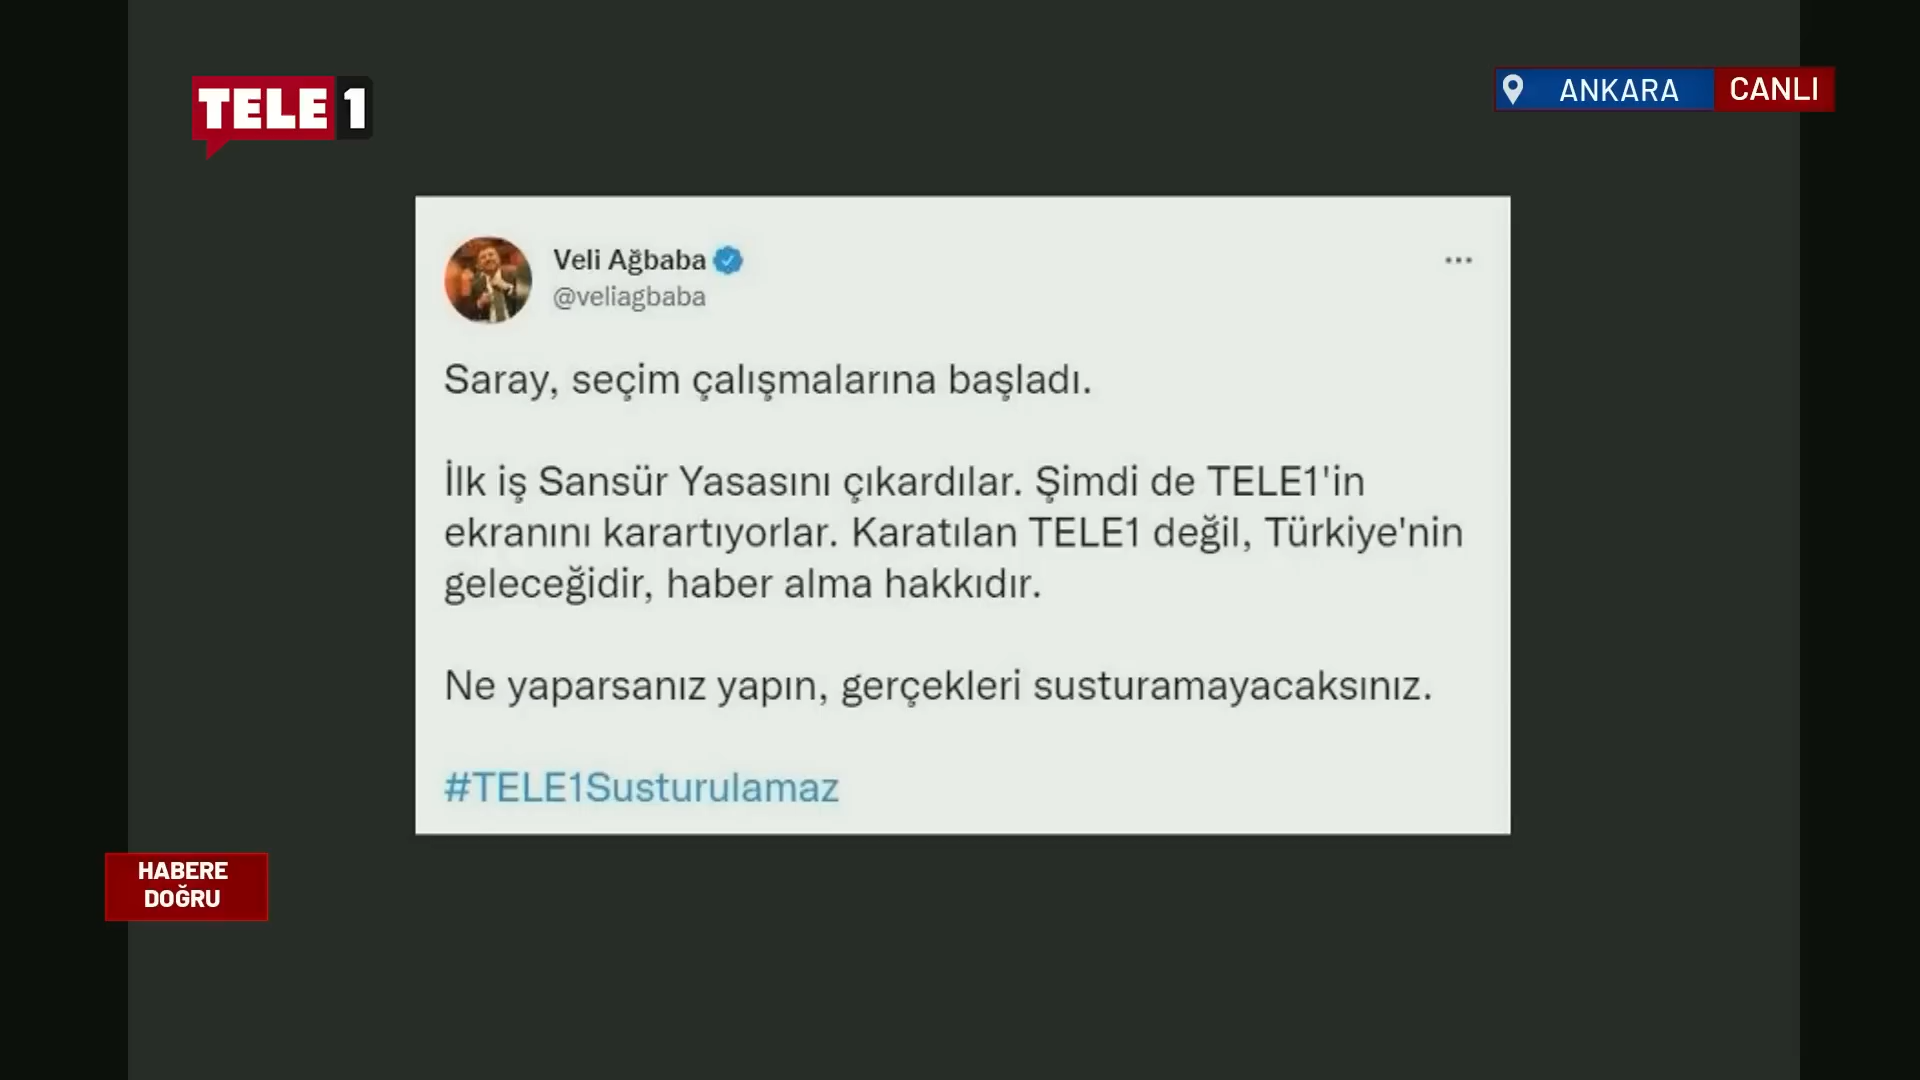 TELE1
ANKARA
CANLI
Veli Ağbaba
@veliagbaba
Saray, seçim çalışmalarına başladı.
İlk iş Sansür Yasasını çıkardılar. Şimdi de TELE1'in
ekranını karartıyorlar. Karatılan TELE1 değil, Türkiye'nin
geleceğidir, haber alma hakkıdır.
Ne yaparsanız yapın, gerçekleri susturamayacaksınız.
#TELE1Susturulamaz
HABERE
DOĞRU